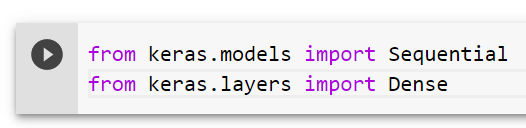 from keras.models import Sequential
from keras.layers import Dense